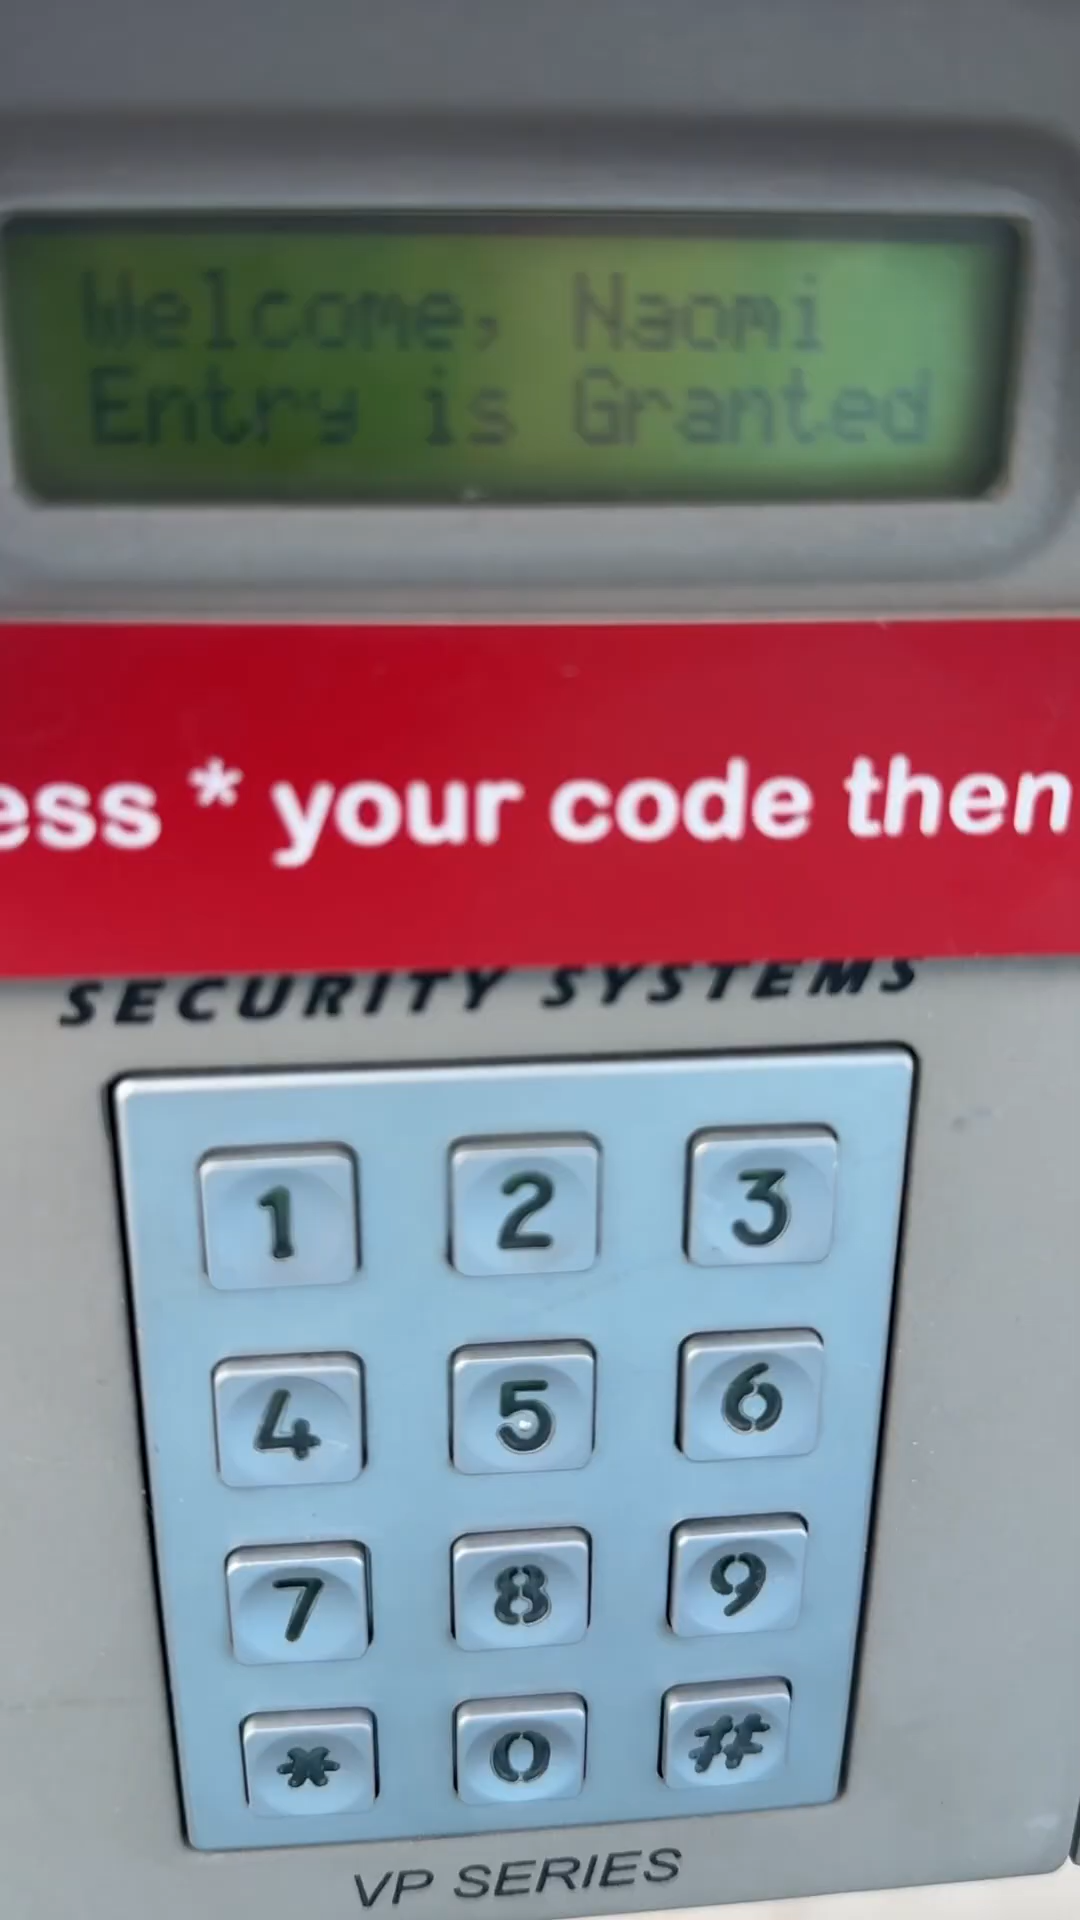 Welcome, Naomi
Entry is Granted
ess * your code then
SECURITY SYSTEMS
1 2 3
4 5 6
7 8 9
* 0 #
VP SERIES